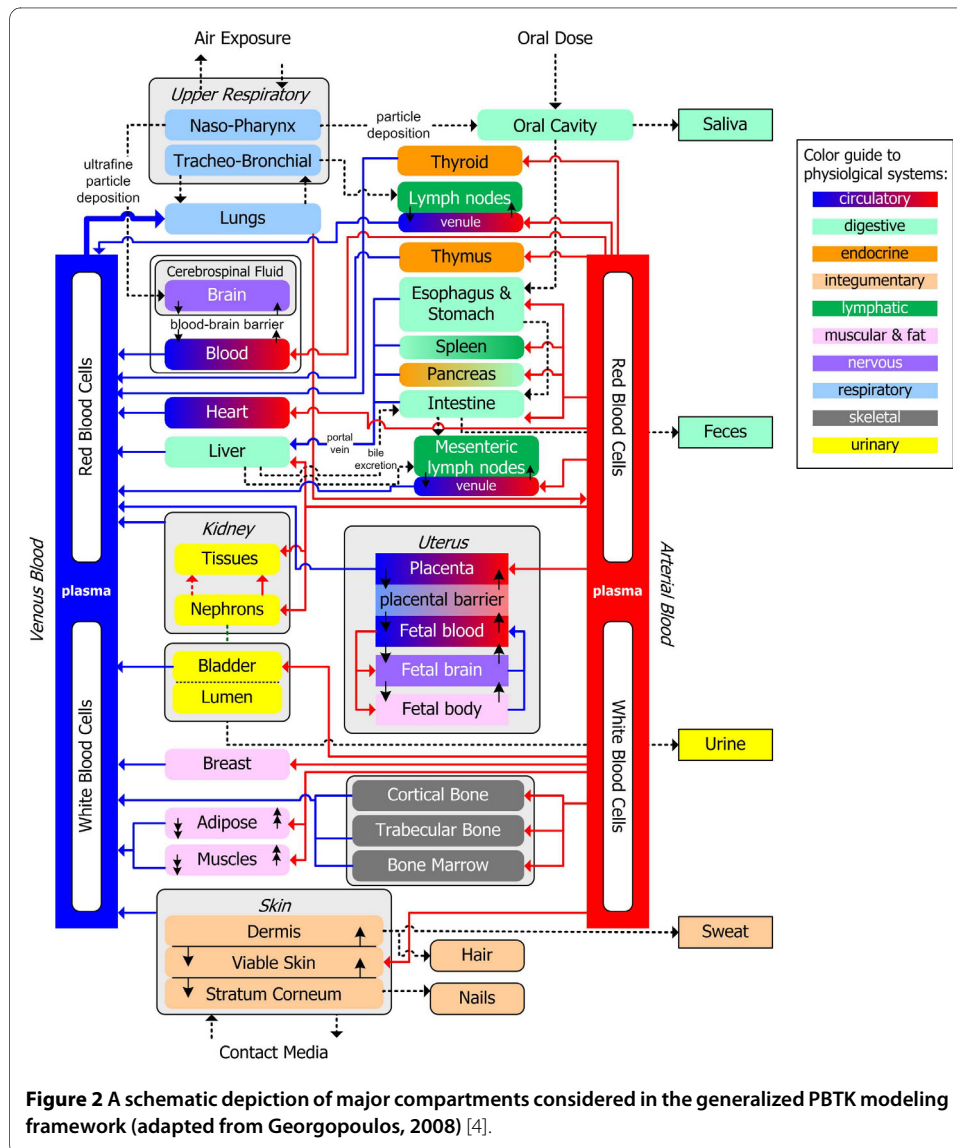 Air Exposure
Oral Dose
Upper Respiratory
Naso-Pharynx
particle
deposition
Oral Cavity
Saliva
ultrafine
particle
deposition
Tracheo-Bronchial
Thyroid
Lymph nodes
venule
Lungs
Thymus
Cerebrospinal Fluid
Brain
blood-brain barrier
Blood
Esophagus &
Stomach
Spleen
Pancreas
Intestine
Heart
Liver
portal
vein
bile
excretion
Mesenteric
lymph nodes
venule
Feces
Color guide to
physiolgical systems:
circulatory
digestive
endocrine
integumentary
lymphatic
muscular & fat
nervous
respiratory
skeletal
urinary
Venous Blood
Red Blood Cells
plasma
White Blood Cells
Kidney
Tissues
Nephrons
Bladder
Lumen
Uterus
Placenta
placental barrier
Fetal blood
Fetal brain
Fetal body
Red Blood Cells
plasma
White Blood Cells
Arterial Blood
Urine
Breast
Adipose
Muscles
Cortical Bone
Trabecular Bone
Bone Marrow
Skin
Dermis
Viable Skin
Stratum Corneum
Sweat
Hair
Nails
Contact Media
Figure 2 A schematic depiction of major compartments considered in the generalized PBTK modeling
framework (adapted from Georgopoulos, 2008) [4].